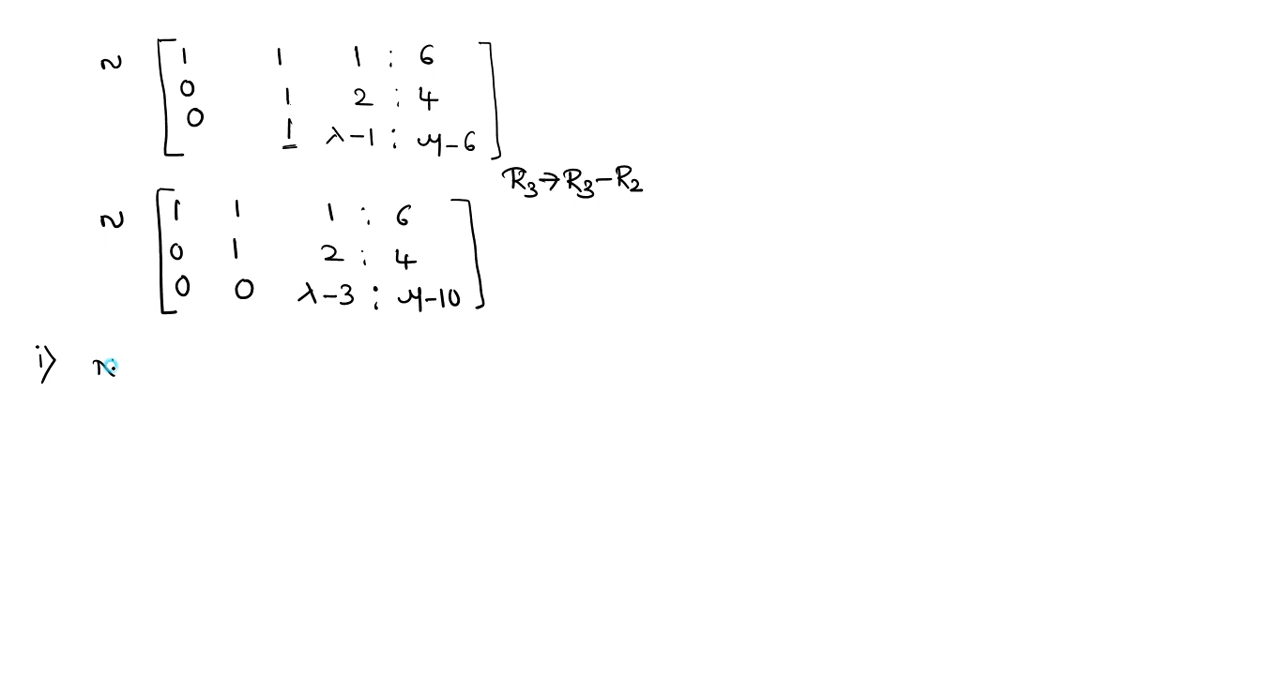 ~ [ 1 1 1 : 6 ]
0 1 2 : 4
0 1 λ-1 : μ-6
R₃→R₃-R₂
~ [ 1 1 1 : 6 ]
0 1 2 : 4
0 0 λ-3 : μ-10
i)